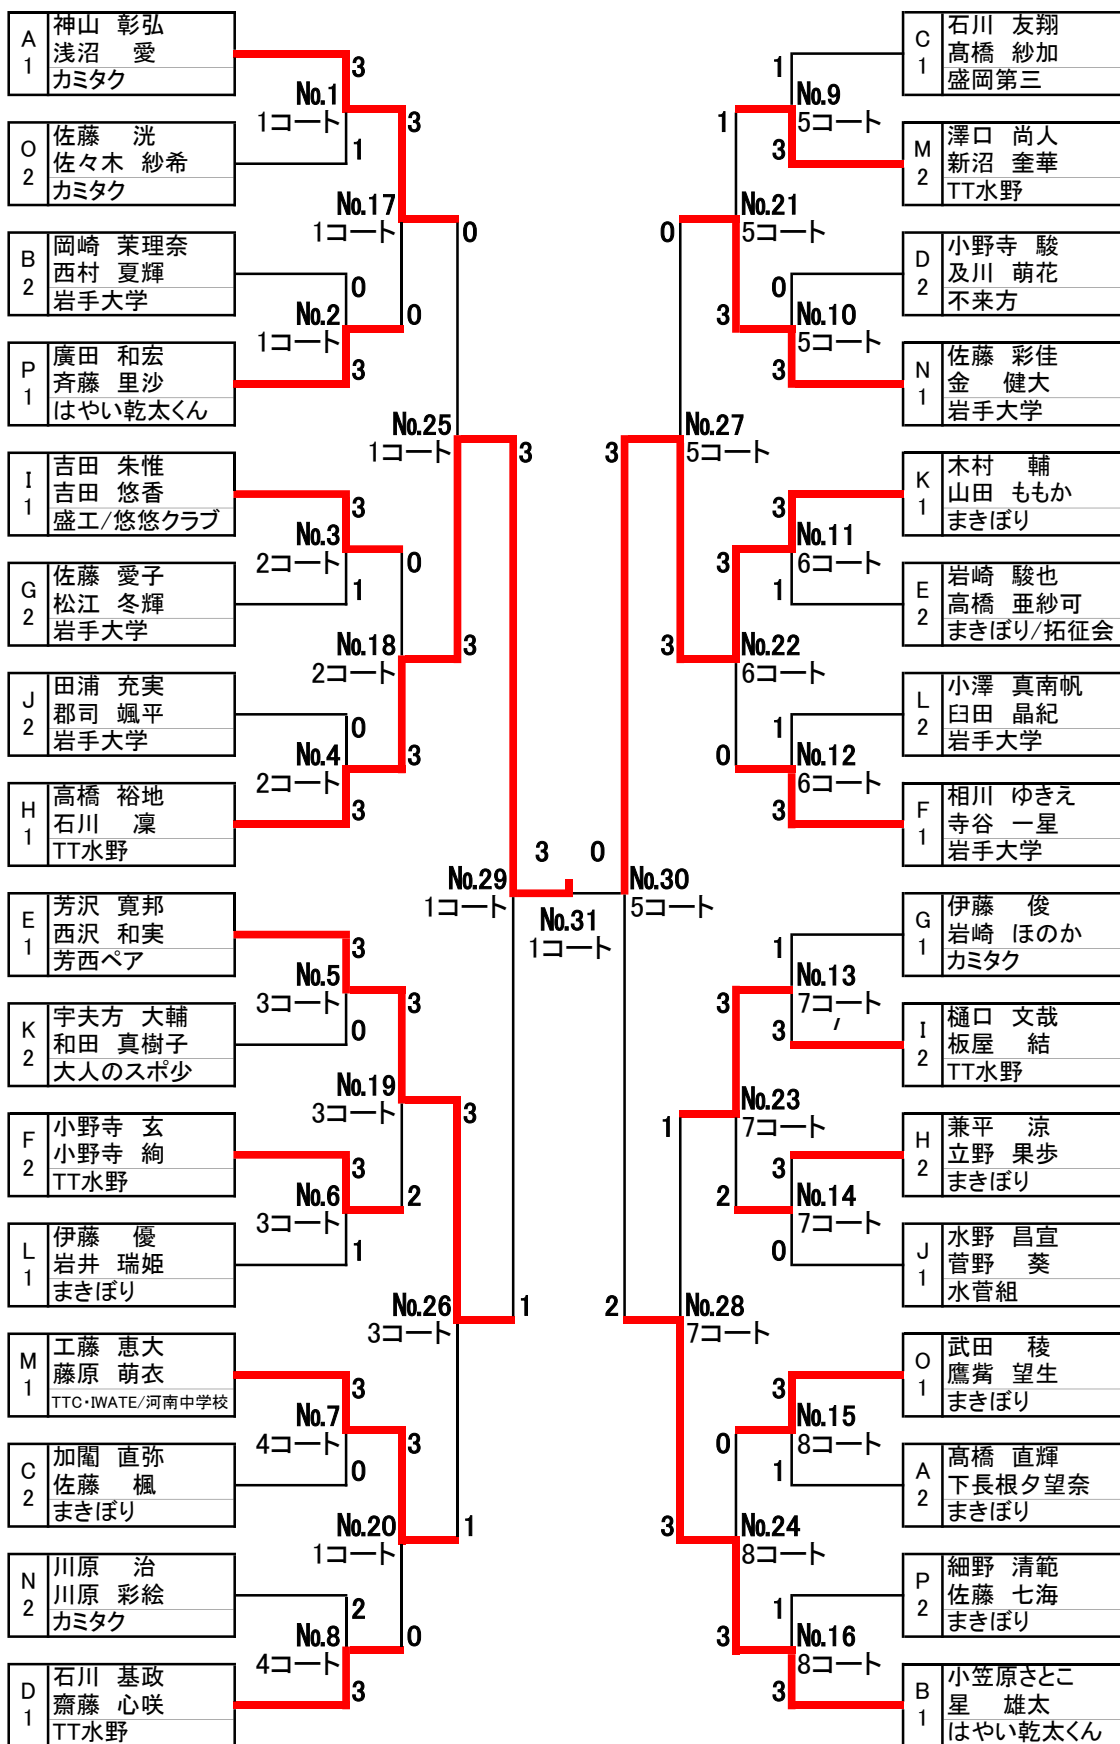 A
1
神山 彰弘
浅沼 愛
カミタク
3
No.1
1コート
1
O
2
佐藤 洸
佐々木 紗希
カミタク
3
No.17
1コート
0
B
2
岡崎 茉理奈
西村 夏輝
岩手大学
0
No.2
1コート
0
3
P
1
廣田 和宏
斉藤 里沙
はやい乾太くん
No.25
1コート
3
I
1
吉田 朱惟
吉田 悠香
盛工/悠悠クラブ
3
No.3
2コート
0
1
G
2
佐藤 愛子
松江 冬輝
岩手大学
No.18
2コート
3
J
2
田浦 充実
郡司 颯平
岩手大学
0
No.4
2コート
3
3
H
1
高橋 裕地
石川 凜
TT水野
No.29
1コート
3 0
No.31
1コート
E
1
芳沢 寛邦
西沢 和実
芳西ペア
3
No.5
3コート
3
0
K
2
宇夫方 大輔
和田 真樹子
大人のスポ少
No.19
3コート
3
F
2
小野寺 玄
小野寺 絢
TT水野
3
No.6
3コート
2
1
L
1
伊藤 優
岩井 瑞姫
まきぼり
No.26
3コート
1
M
1
工藤 恵大
藤原 萌衣
TTC・IWATE/河南中学校
3
No.7
4コート
3
0
C
2
加閣 直弥
佐藤 楓
まきぼり
No.20
1コート
1
N
2
川原 治
川原 彩絵
カミタク
2
No.8
4コート
0
3
D
1
石川 基政
齋藤 心咲
TT水野
C
1
石川 友翔
髙橋 紗加
盛岡第三
1
No.9
5コート
1
3
M
2
澤口 尚人
新沼 奎華
TT水野
No.21
5コート
0
D
2
小野寺 駿
及川 萌花
不来方
0
No.10
5コート
3
3
N
1
佐藤 彩佳
金 健大
岩手大学
No.27
5コート
3
K
1
木村 輔
山田 ももか
まきぼり
3
No.11
6コート
3
1
E
2
岩崎 駿也
高橋 亜紗可
まきぼり/拓征会
No.22
6コート
3
L
2
小澤 真南帆
臼田 晶紀
岩手大学
1
No.12
6コート
0
3
F
1
相川 ゆきえ
寺谷 一星
岩手大学
No.30
5コート
G
1
伊藤 俊
岩崎 ほのか
カミタク
1
No.13
7コート
3
3
I
2
樋口 文哉
板屋 結
TT水野
No.23
7コート
1
H
2
兼平 涼
立野 果歩
まきぼり
3
No.14
7コート
2
0
J
1
水野 昌宣
菅野 葵
水菅組
No.28
7コート
2
O
1
武田 稜
鷹觜 望生
まきぼり
3
No.15
8コート
0
1
A
2
髙橋 直輝
下長根夕望奈
まきぼり
No.24
8コート
3
P
2
細野 清範
佐藤 七海
まきぼり
1
No.16
8コート
3
3
B
1
小笠原さとこ
星 雄太
はやい乾太くん